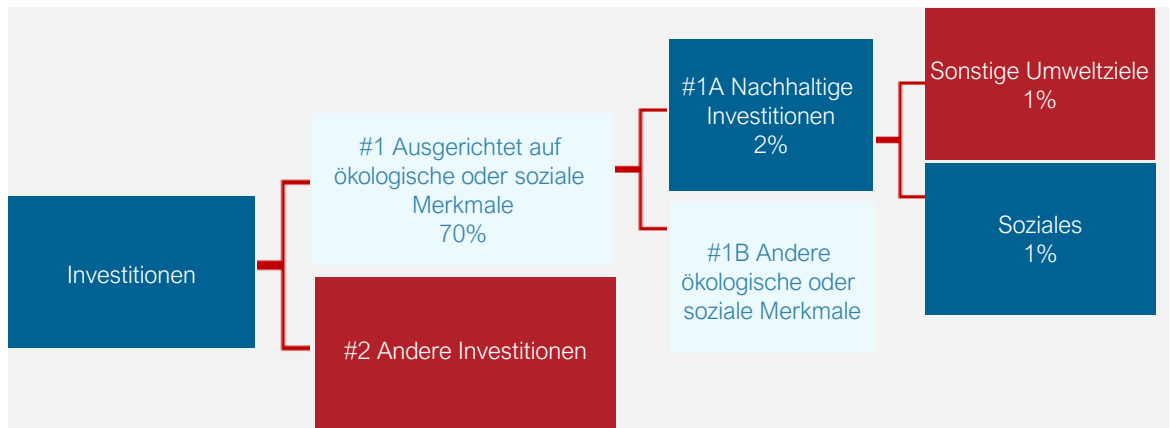 Investitionen
#1 Ausgerichtet auf
ökologische oder soziale
Merkmale
70%
#2 Andere Investitionen
#1A Nachhaltige
Investitionen
2%
#1B Andere
ökologische oder
soziale Merkmale
Sonstige Umweltziele
1%
Soziales
1%